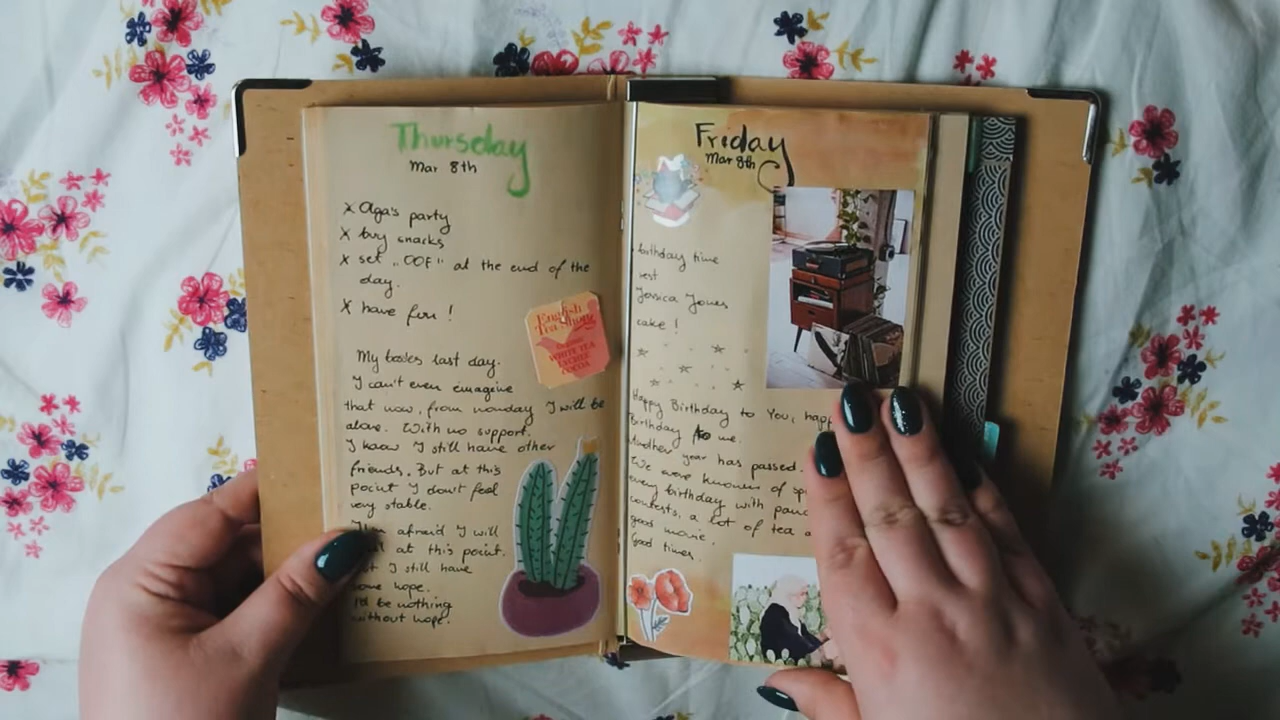 Thursday
Mar 8th
x Olga's party
x buy snacks
x set „OOF" at the end of the
day.
x have fun !
English
Tea Shop
WHITE TEA
LYCHEE
COCOA
My bosses last day.
I can't even imagine
that now, from monday I will be
alone. With no support.
I know I still have other
friends. But at this
point I don't feel
very stable.
afraid I will
at this point.
I still have
some hope.
I'd be nothing
without hope.
Friday
Mar 8th
birthday time
rest
Jessica Jones
cake !
Happy Birthday to You, happy
Birthday to me.
Another year has passed.
We were knowers of
every birthday with
contests, a lot of tea
good movie.
Good times.